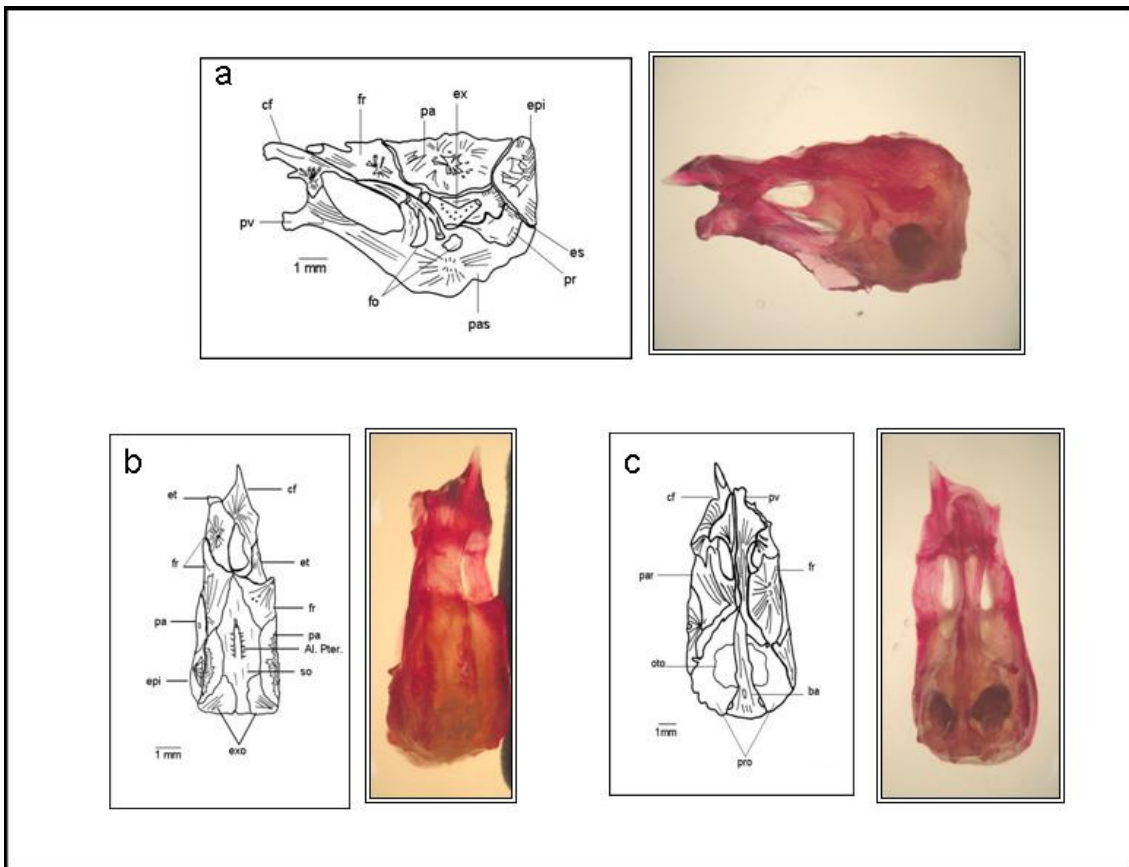 a
cf fr pa ex epi
pv
1 mm
fo pas pr es
b
et cf
fr et
fr
pa pa
Al. Pter.
epi so
1 mm
exo
c
cf pv
par fr
oto ba
1mm
pro